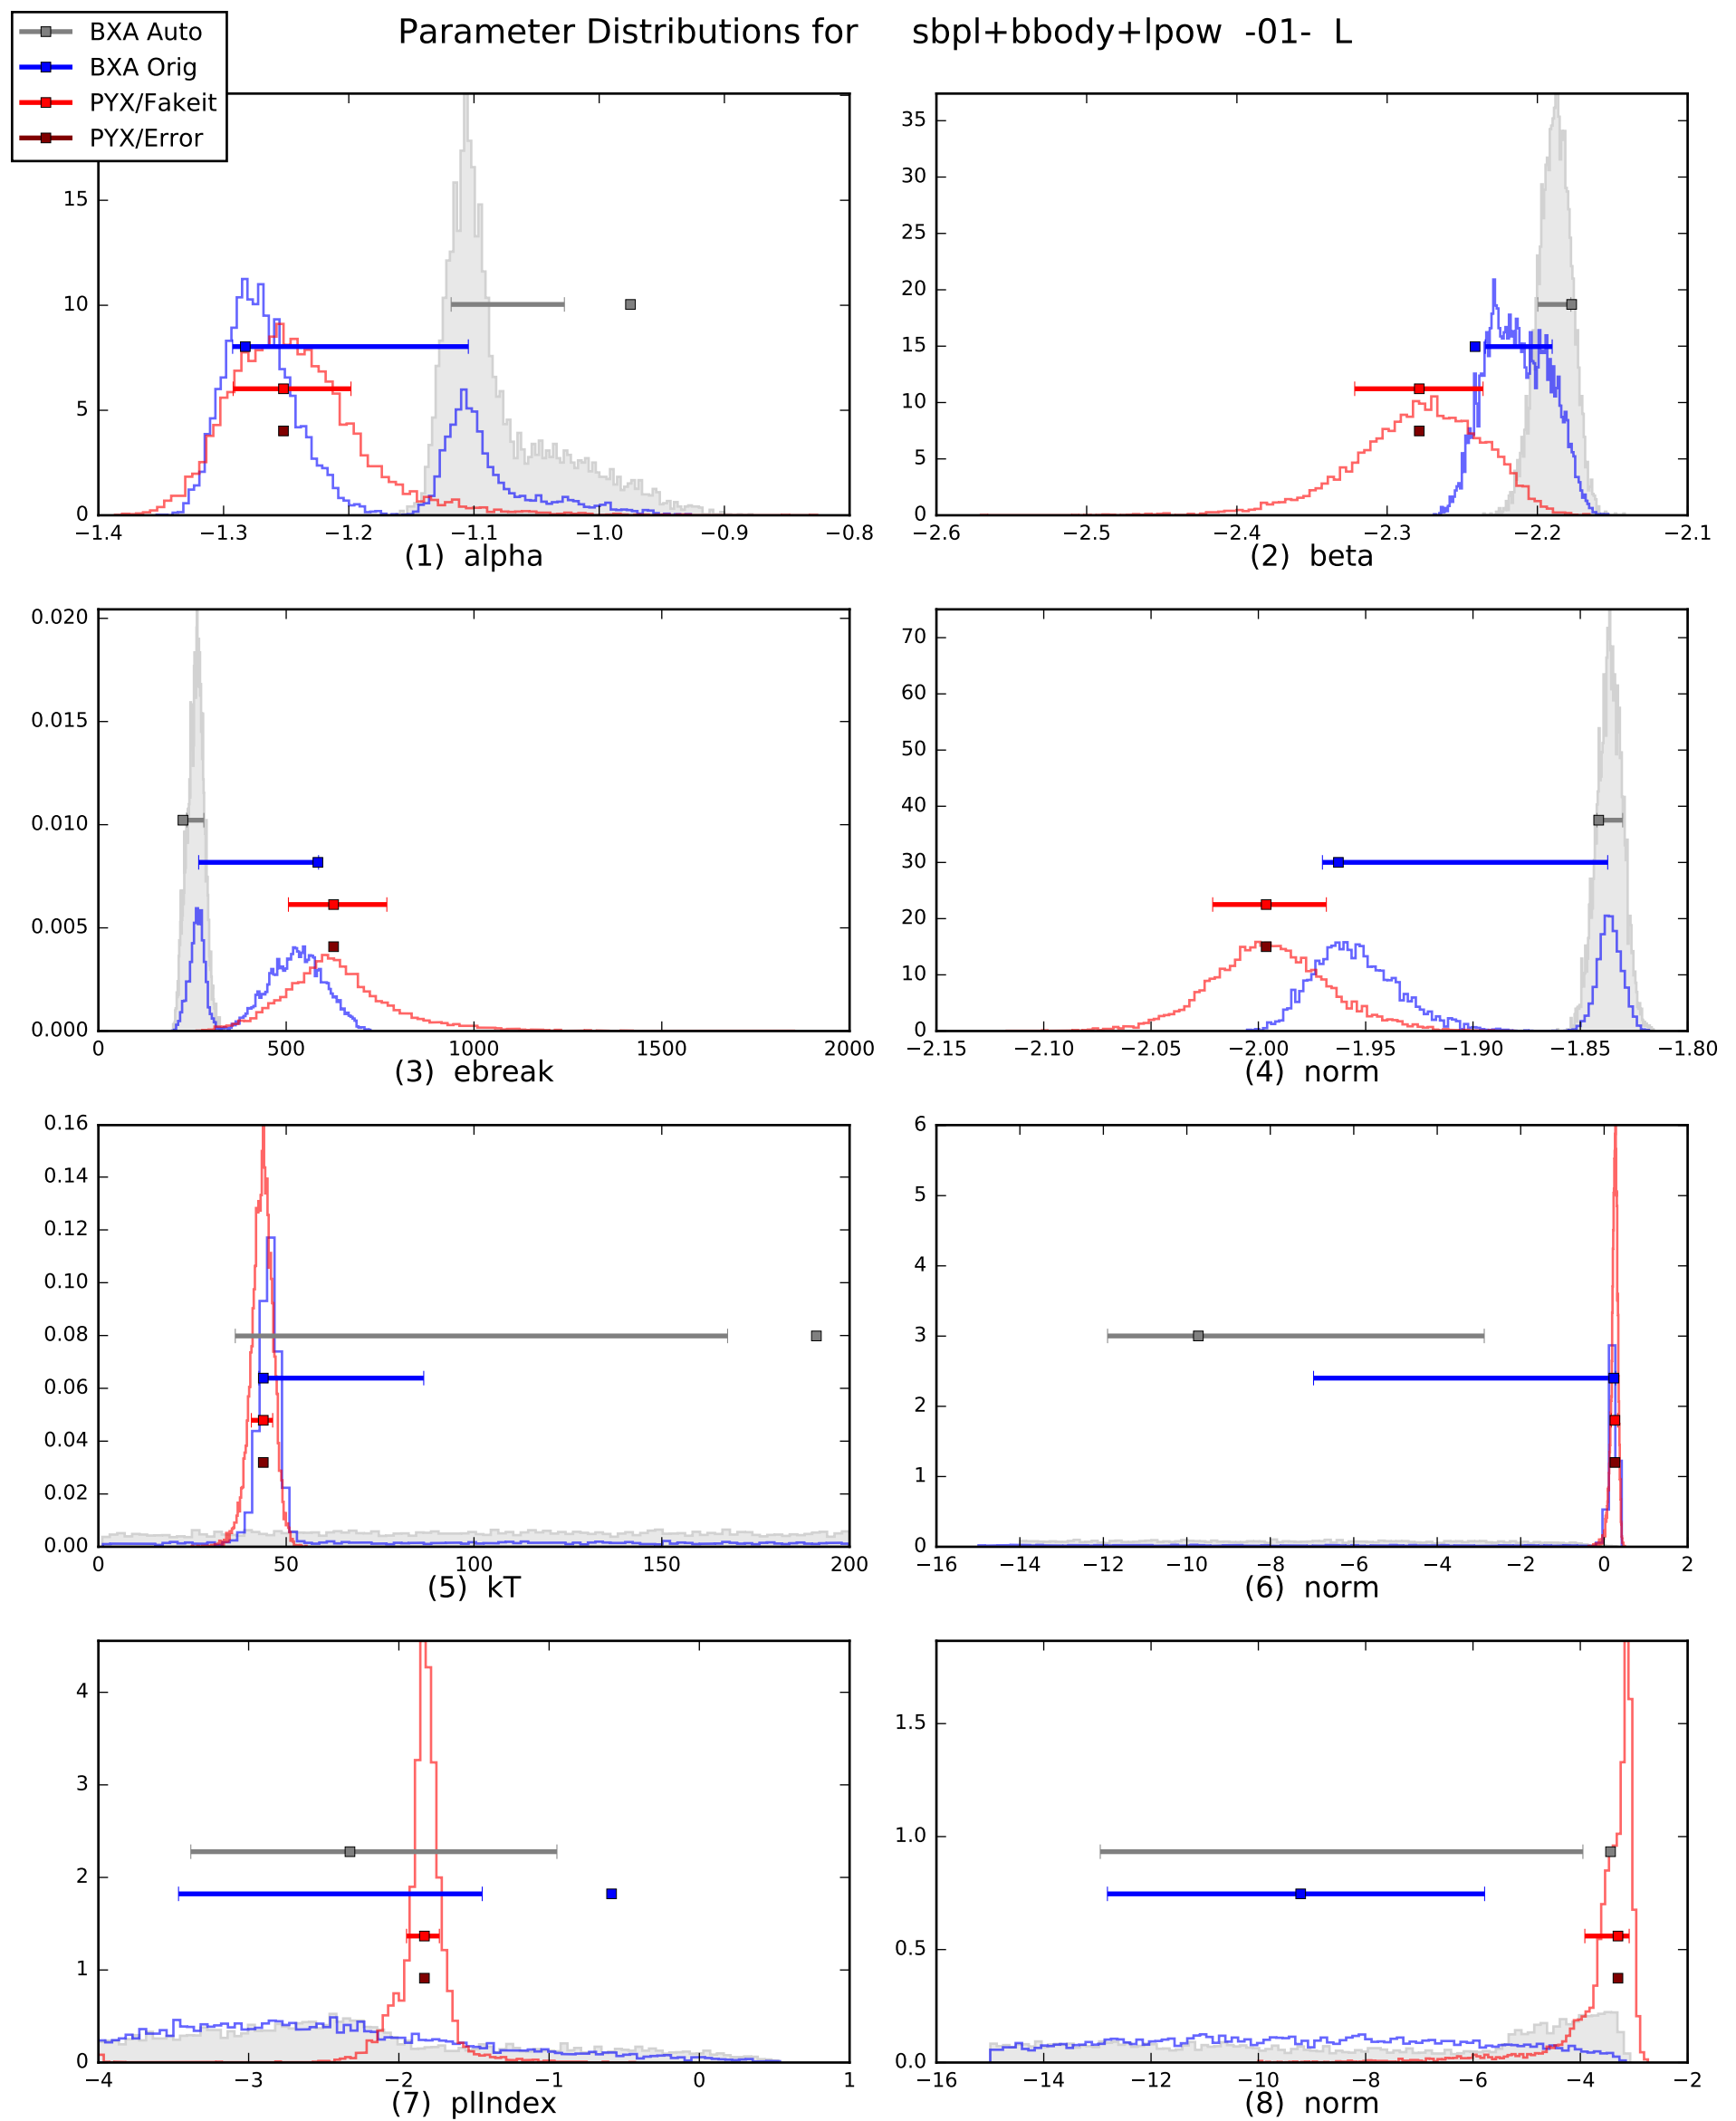 Parameter Distributions for sbpl+bbody+lpow -01- L
BXA Auto
BXA Orig
PYX/Fakeit
PYX/Error
15
10
5
0
−1.4 −1.3 −1.2 −1.1 −1.0 −0.9 −0.8
(1) alpha
35
30
25
20
15
10
5
0
−2.6 −2.5 −2.4 −2.3 −2.2 −2.1
(2) beta
0.020
0.015
0.010
0.005
0.000
0 500 1000 1500 2000
(3) ebreak
70
60
50
40
30
20
10
0
−2.15 −2.10 −2.05 −2.00 −1.95 −1.90 −1.85 −1.80
(4) norm
0.16
0.14
0.12
0.10
0.08
0.06
0.04
0.02
0.00
0 50 100 150 200
(5) kT
6
5
4
3
2
1
0
−16 −14 −12 −10 −8 −6 −4 −2 0 2
(6) norm
4
3
2
1
0
−4 −3 −2 −1 0 1
(7) plIndex
1.5
1.0
0.5
0.0
−16 −14 −12 −10 −8 −6 −4 −2
(8) norm